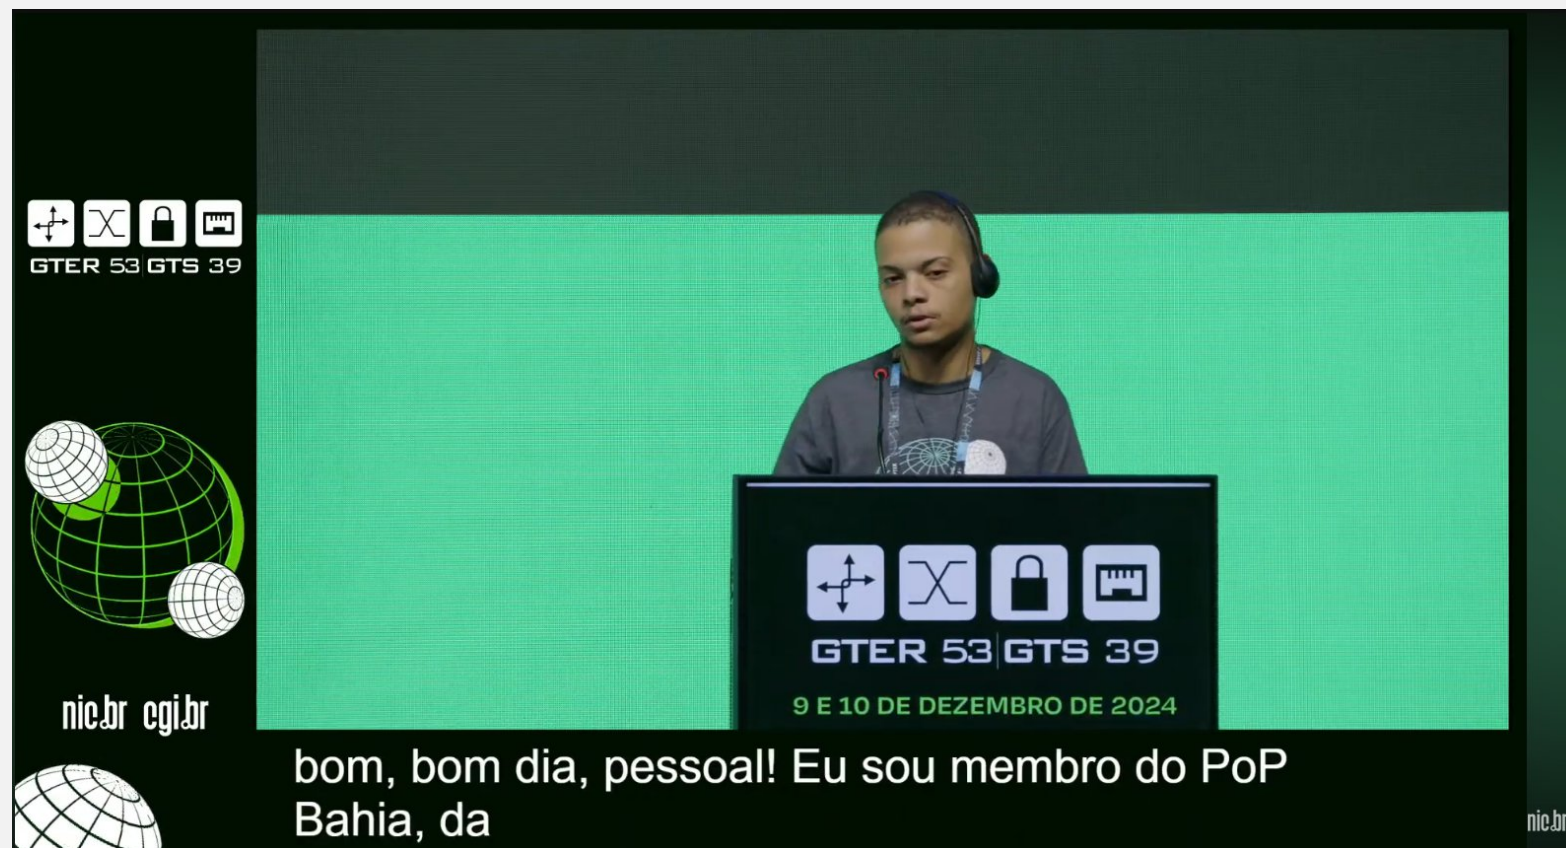 GTER 53 GTS 39
nic.br cgi.br
GTER 53 GTS 39
9 E 10 DE DEZEMBRO DE 2024
bom, bom dia, pessoal! Eu sou membro do PoP
Bahia, da
nic.br